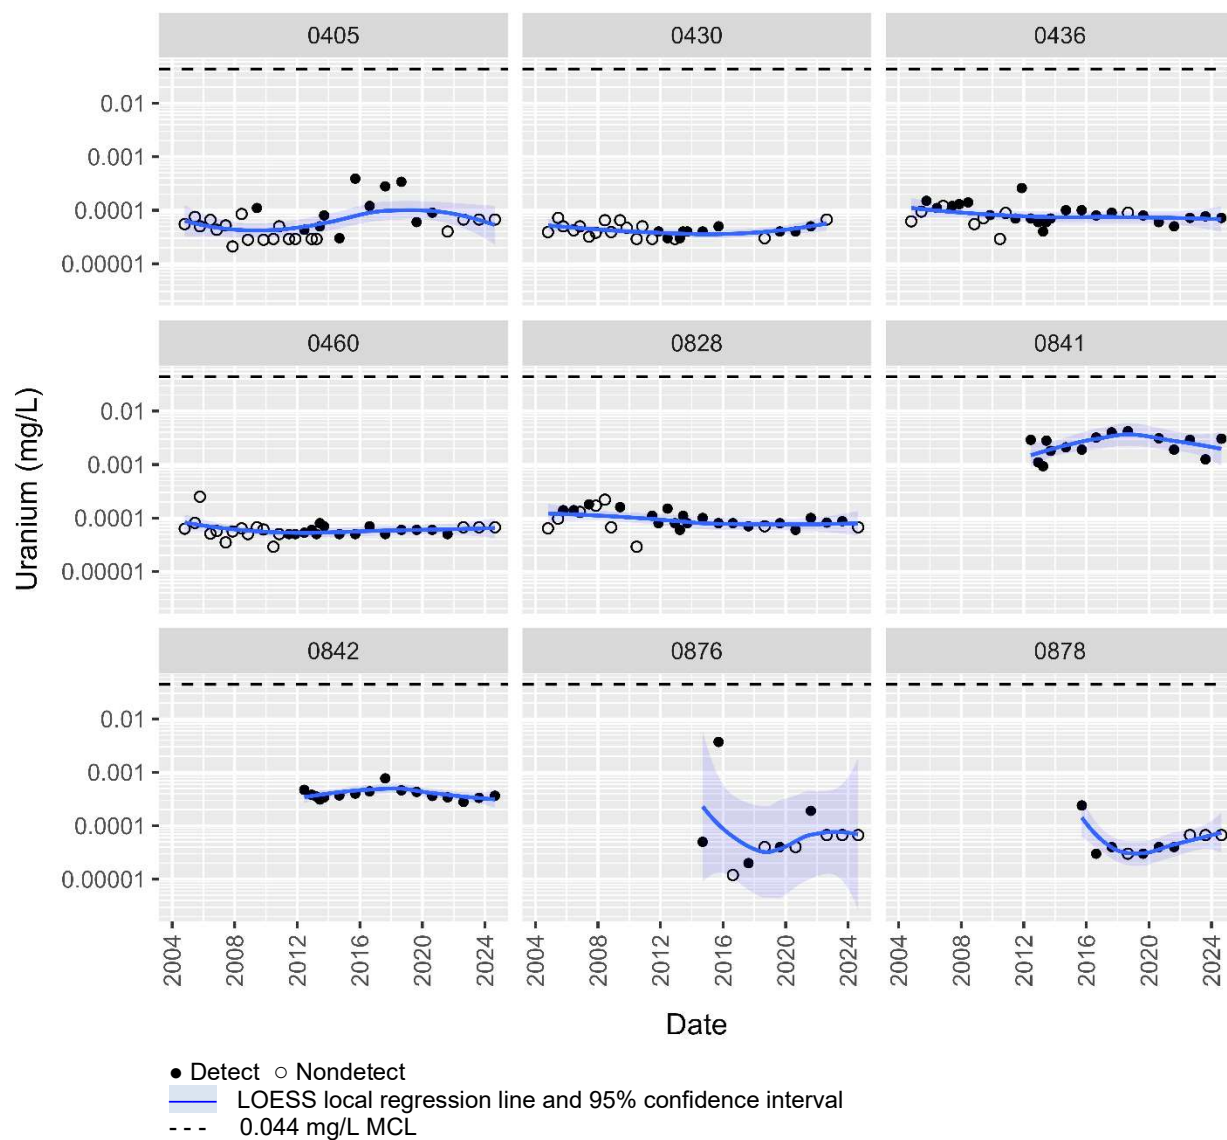 0405 0430 0436
0.01
0.001
0.0001
0.00001
0460 0828 0841
0.01
0.001
0.0001
0.00001
Uranium (mg/L)
0842 0876 0878
0.01
0.001
0.0001
0.00001
2004 2008 2012 2016 2020 2024 2004 2008 2012 2016 2020 2024 2004 2008 2012 2016 2020 2024
Date
Detect Nondetect
LOESS local regression line and 95% confidence interval
0.044 mg/L MCL